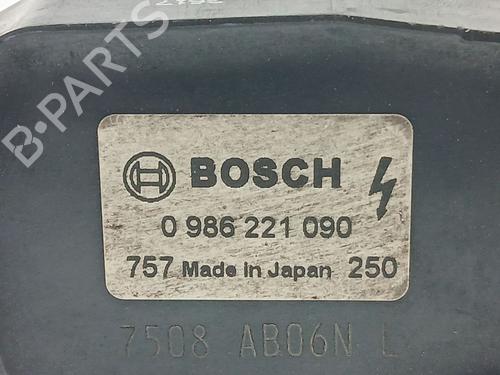 B-PARTS
BOSCH
0 986 221 090
757 Made in Japan 250
7508 AB06N L